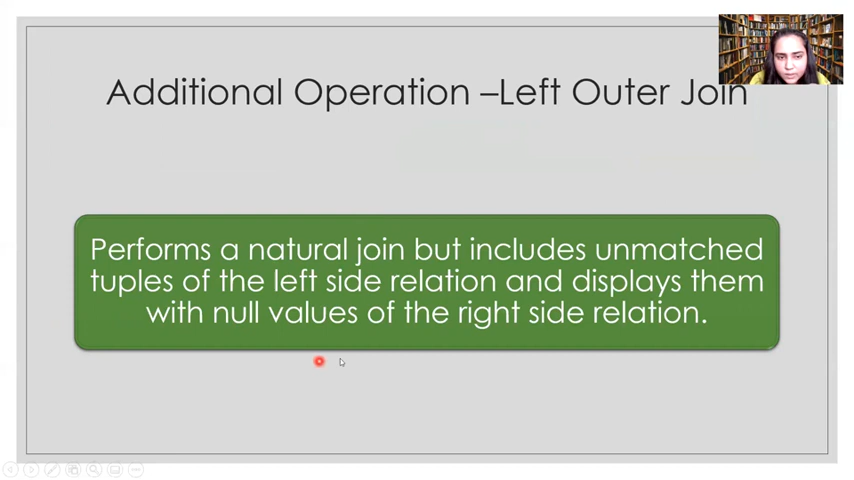 Additional Operation –Left Outer Join
Performs a natural join but includes unmatched
tuples of the left side relation and displays them
with null values of the right side relation.